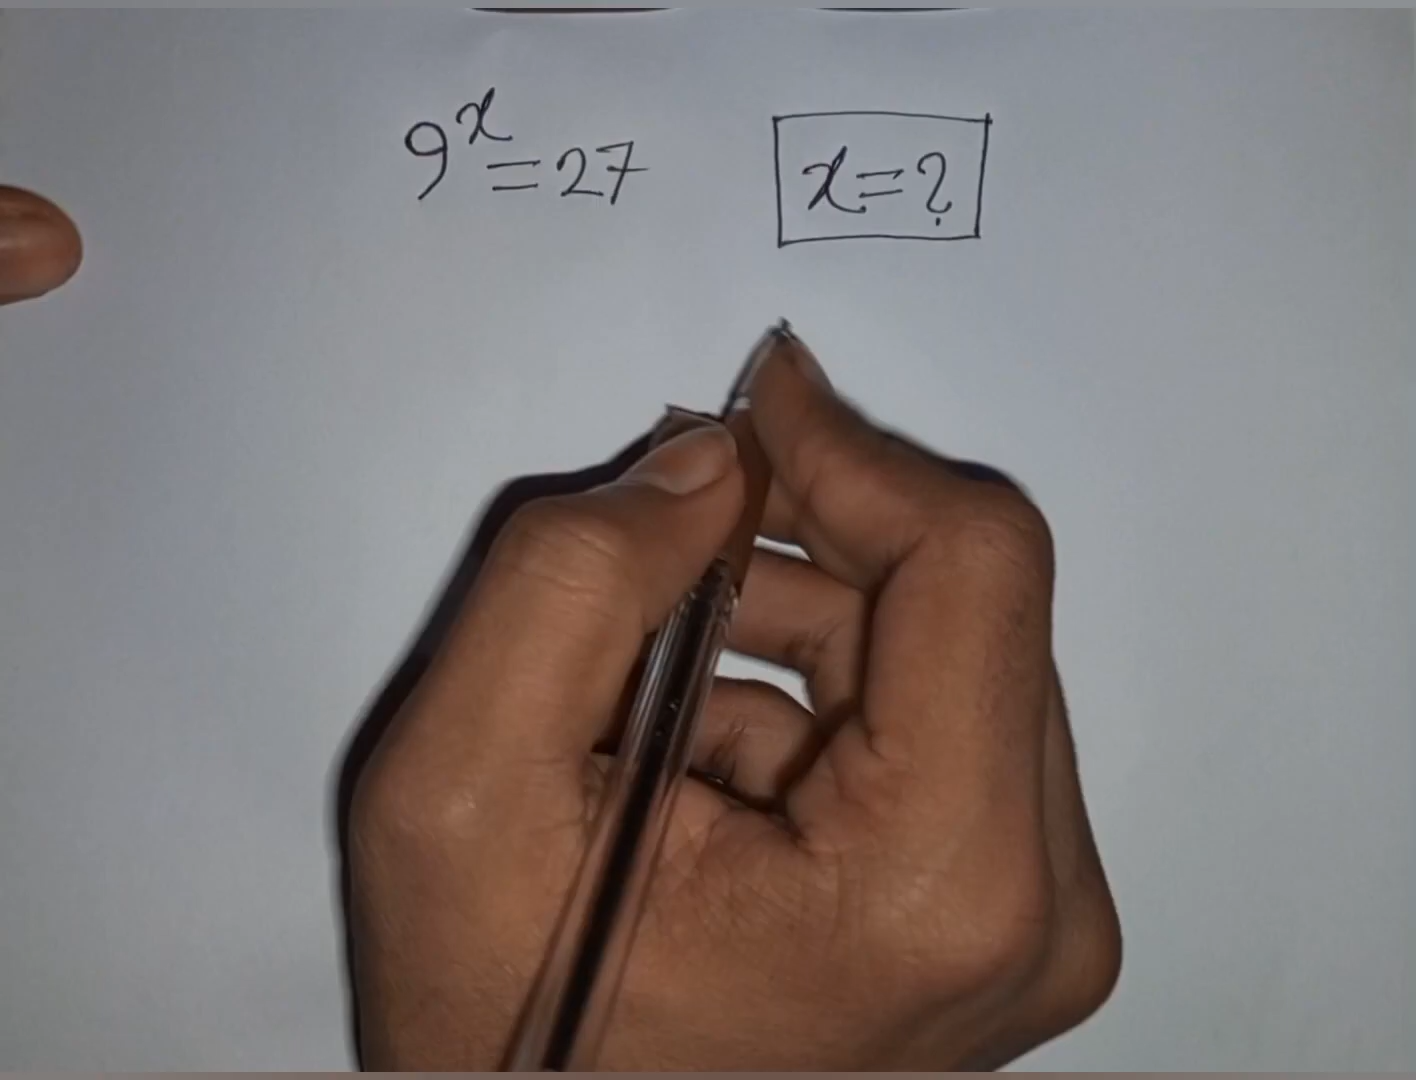 9^x = 27
x = ?